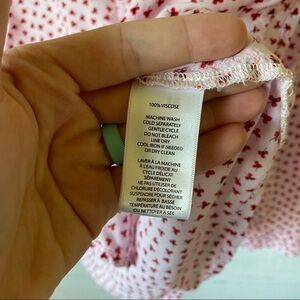 100% VISCOSE
MACHINE WASH
COLD SEPARATELY
GENTLE CYCLE
DO NOT BLEACH
LINE DRY
COOL IRON IF NEEDED
OR DRY CLEAN
LAVER À LA MACHINE
À L'EAU FROIDE AU
CYCLE DÉLICAT
SÉPARÉMENT
NE PAS UTILISER DE
CHLORURE DÉCOLORANT
SUSPENDRE POUR SÉCHER
REPASSER À BASSE
TEMPÉRATURE AU BESOIN
OU NETTOYER À SEC